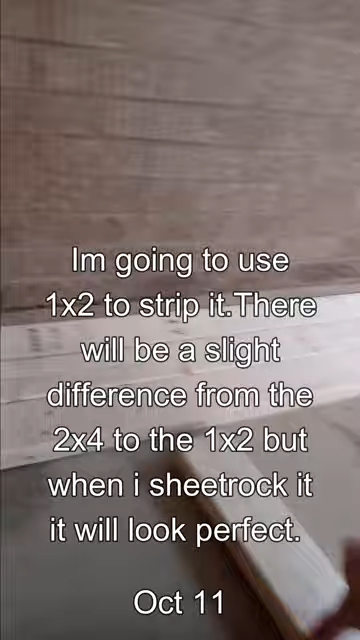 Im going to use
1x2 to strip it.There
will be a slight
difference from the
2x4 to the 1x2 but
when i sheetrock it
it will look perfect.
Oct 11